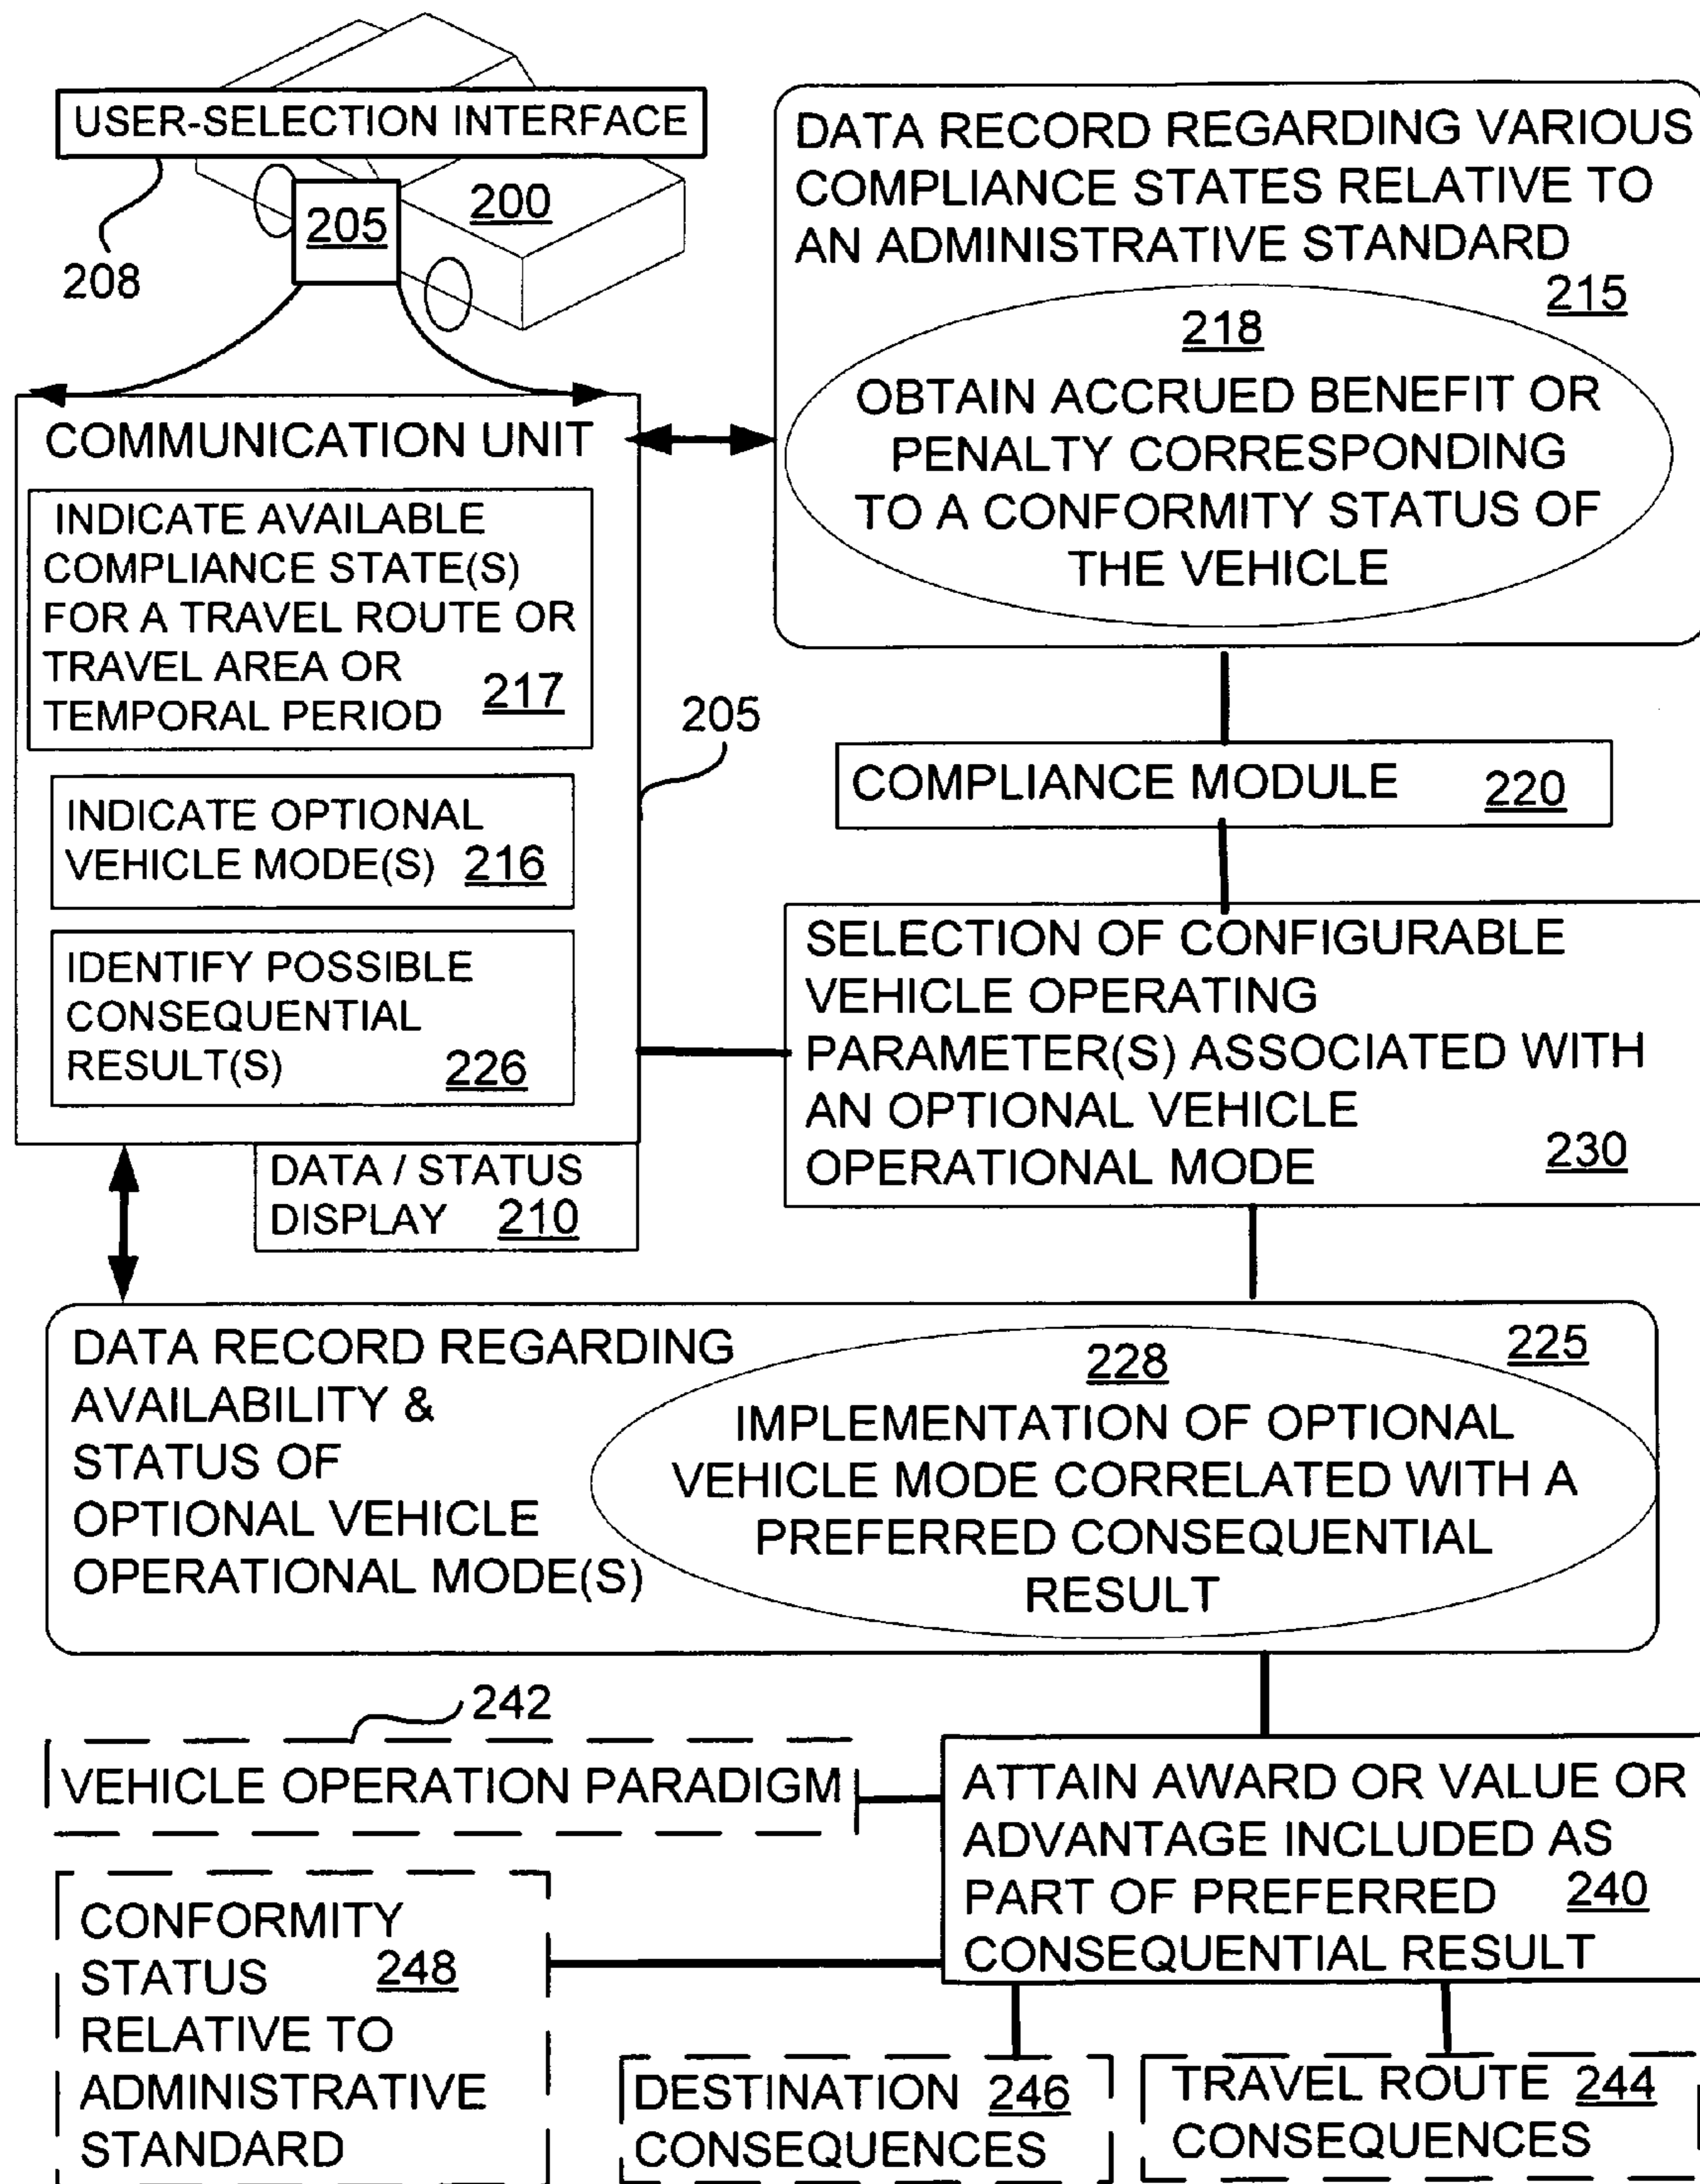 USER-SELECTION INTERFACE
200
205
208
DATA RECORD REGARDING VARIOUS
COMPLIANCE STATES RELATIVE TO
AN ADMINISTRATIVE STANDARD
215
218
OBTAIN ACCRUED BENEFIT OR
PENALTY CORRESPONDING
TO A CONFORMITY STATUS OF
THE VEHICLE
COMMUNICATION UNIT
INDICATE AVAILABLE
COMPLIANCE STATE(S)
FOR A TRAVEL ROUTE OR
TRAVEL AREA OR
TEMPORAL PERIOD 217
205
INDICATE OPTIONAL
VEHICLE MODE(S) 216
IDENTIFY POSSIBLE
CONSEQUENTIAL
RESULT(S) 226
COMPLIANCE MODULE 220
SELECTION OF CONFIGURABLE
VEHICLE OPERATING
PARAMETER(S) ASSOCIATED WITH
AN OPTIONAL VEHICLE
OPERATIONAL MODE 230
DATA / STATUS
DISPLAY 210
DATA RECORD REGARDING
AVAILABILITY &
STATUS OF
OPTIONAL VEHICLE
OPERATIONAL MODE(S)
225
228
IMPLEMENTATION OF OPTIONAL
VEHICLE MODE CORRELATED WITH A
PREFERRED CONSEQUENTIAL
RESULT
242
VEHICLE OPERATION PARADIGM
ATTAIN AWARD OR VALUE OR
ADVANTAGE INCLUDED AS
PART OF PREFERRED 240
CONSEQUENTIAL RESULT
CONFORMITY
STATUS 248
RELATIVE TO
ADMINISTRATIVE
STANDARD
DESTINATION 246
CONSEQUENCES
TRAVEL ROUTE 244
CONSEQUENCES